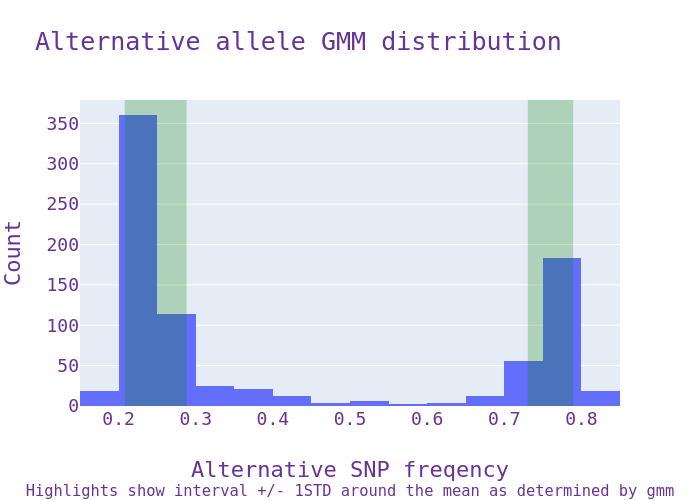 Alternative allele GMM distribution
Count
350
300
250
200
150
100
50
0
0.2 0.3 0.4 0.5 0.6 0.7 0.8
Alternative SNP freqency
Highlights show interval +/- 1STD around the mean as determined by gmm